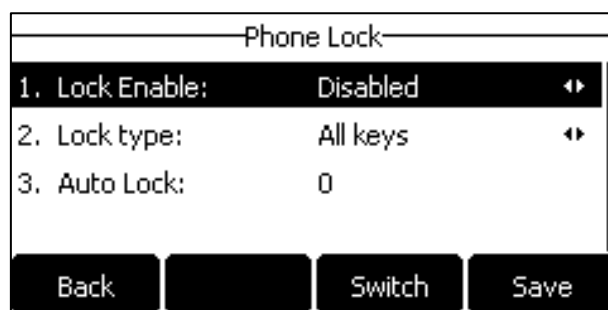 Phone Lock
1. Lock Enable: Disabled
2. Lock type: All keys
3. Auto Lock: 0
Back Switch Save